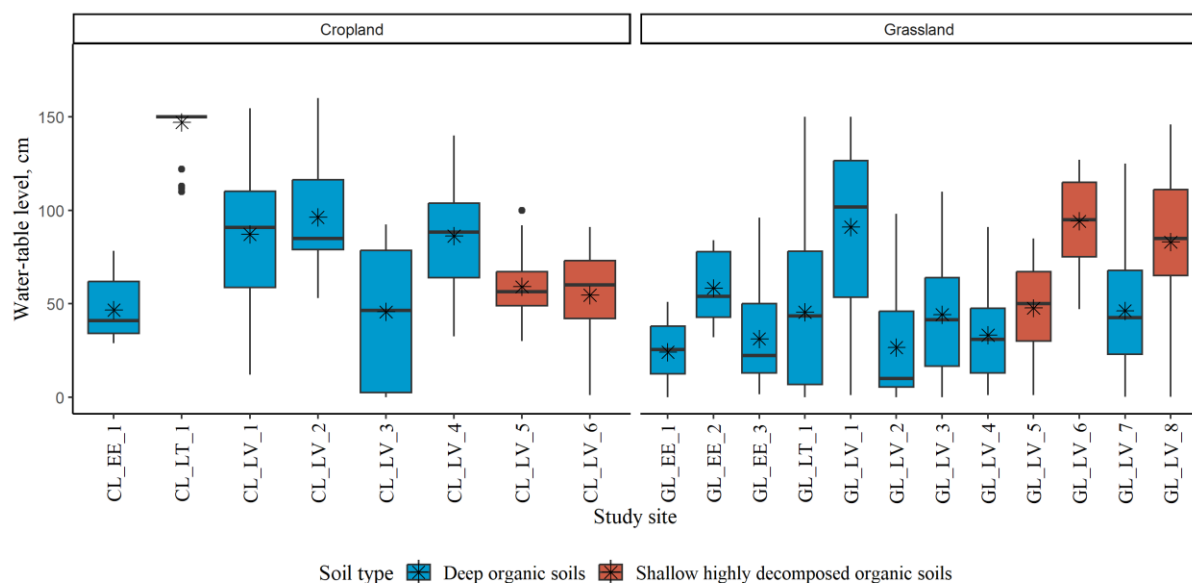 Cropland
Grassland
Water-table level, cm
150
100
50
0
CL_EE_1
CL_LT_1
CL_LV_1
CL_LV_2
CL_LV_3
CL_LV_4
CL_LV_5
CL_LV_6
GL_EE_1
GL_EE_2
GL_EE_3
GL_LT_1
GL_LV_1
GL_LV_2
GL_LV_3
GL_LV_4
GL_LV_5
GL_LV_6
GL_LV_7
GL_LV_8
Study site
Soil type Deep organic soils Shallow highly decomposed organic soils